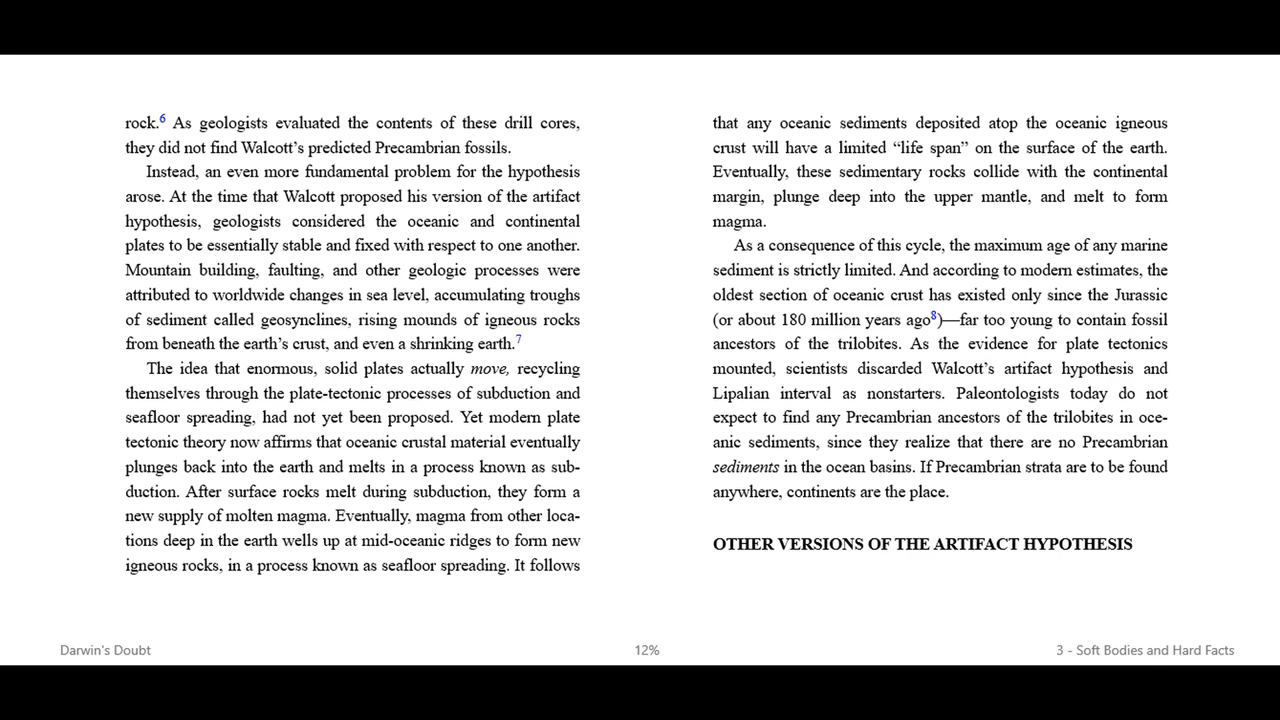 rock.6 As geologists evaluated the contents of these drill cores,
they did not find Walcott’s predicted Precambrian fossils.
Instead, an even more fundamental problem for the hypothesis
arose. At the time that Walcott proposed his version of the artifact
hypothesis, geologists considered the oceanic and continental
plates to be essentially stable and fixed with respect to one another.
Mountain building, faulting, and other geologic processes were
attributed to worldwide changes in sea level, accumulating troughs
of sediment called geosynclines, rising mounds of igneous rocks
from beneath the earth’s crust, and even a shrinking earth.7
The idea that enormous, solid plates actually move, recycling
themselves through the plate-tectonic processes of subduction and
seafloor spreading, had not yet been proposed. Yet modern plate
tectonic theory now affirms that oceanic crustal material eventually
plunges back into the earth and melts in a process known as sub-
duction. After surface rocks melt during subduction, they form a
new supply of molten magma. Eventually, magma from other loca-
tions deep in the earth wells up at mid-oceanic ridges to form new
igneous rocks, in a process known as seafloor spreading. It follows
that any oceanic sediments deposited atop the oceanic igneous
crust will have a limited “life span” on the surface of the earth.
Eventually, these sedimentary rocks collide with the continental
margin, plunge deep into the upper mantle, and melt to form
magma.
As a consequence of this cycle, the maximum age of any marine
sediment is strictly limited. And according to modern estimates, the
oldest section of oceanic crust has existed only since the Jurassic
(or about 180 million years ago8)—far too young to contain fossil
ancestors of the trilobites. As the evidence for plate tectonics
mounted, scientists discarded Walcott’s artifact hypothesis and
Lipalian interval as nonstarters. Paleontologists today do not
expect to find any Precambrian ancestors of the trilobites in oce-
anic sediments, since they realize that there are no Precambrian
sediments in the ocean basins. If Precambrian strata are to be found
anywhere, continents are the place.
OTHER VERSIONS OF THE ARTIFACT HYPOTHESIS
Darwin's Doubt
12%
3 - Soft Bodies and Hard Facts